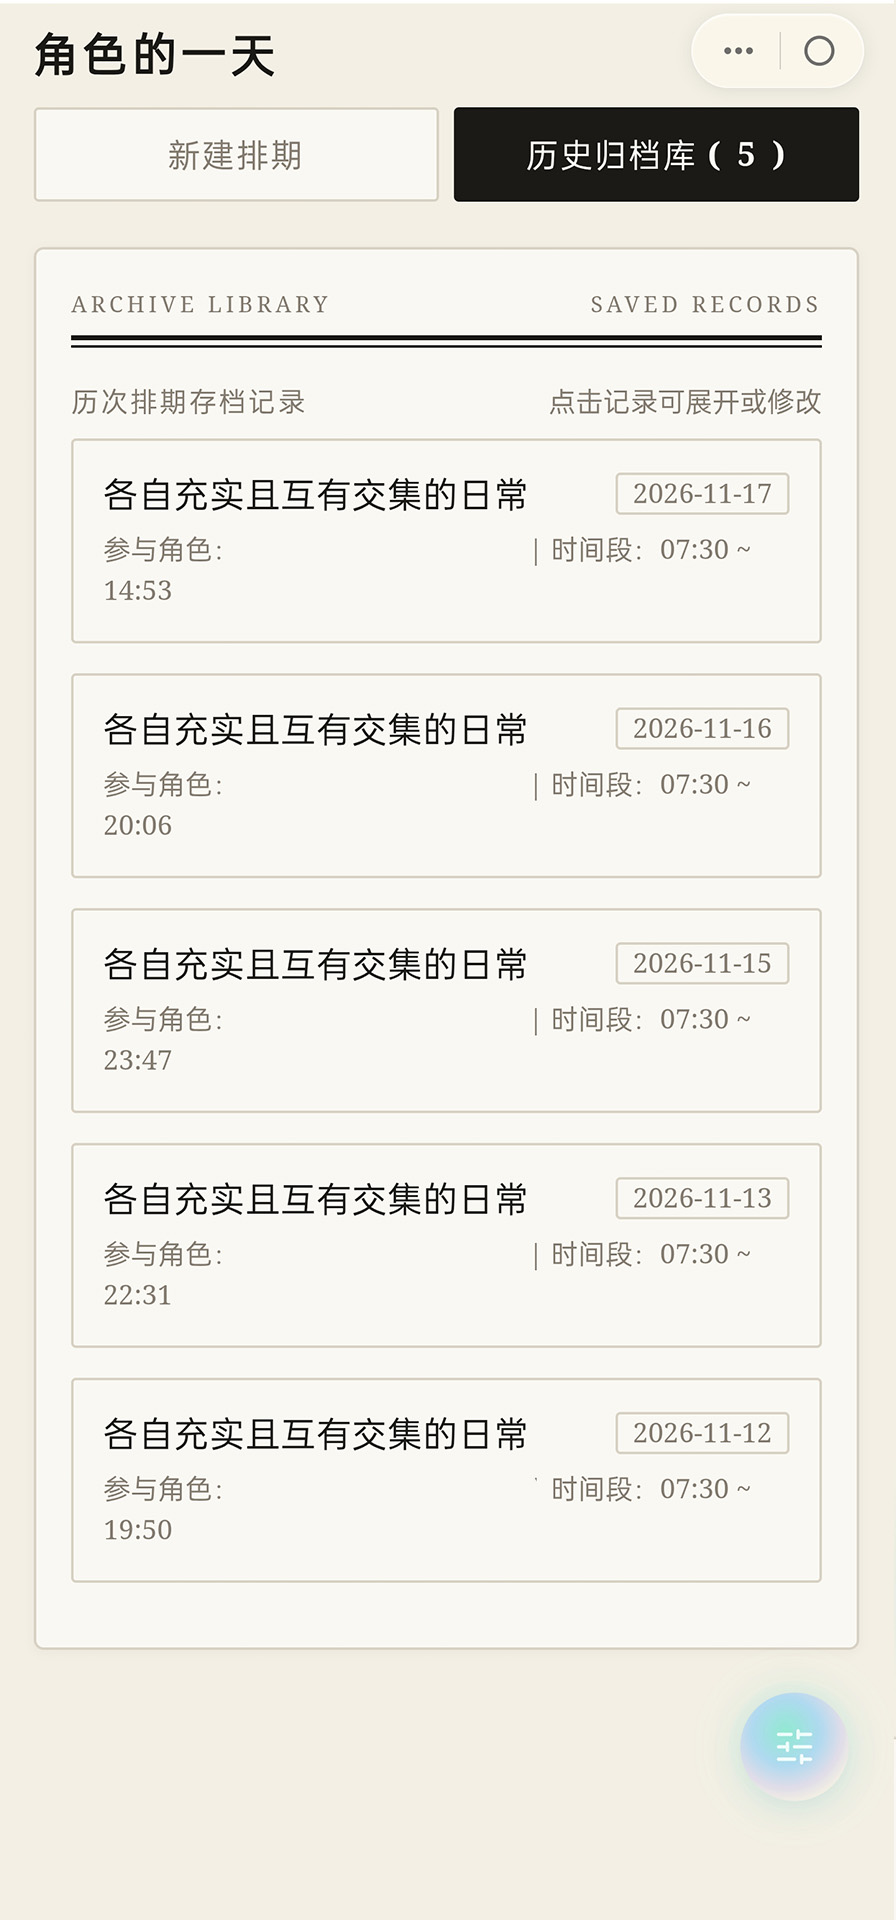 角色的一天
新建排期
历史归档库 ( 5 )
ARCHIVE LIBRARY
SAVED RECORDS
历次排期存档记录
点击记录可展开或修改
各自充实且互有交集的日常
2026-11-17
参与角色: | 时间段: 07:30 ~
14:53
各自充实且互有交集的日常
2026-11-16
参与角色: | 时间段: 07:30 ~
20:06
各自充实且互有交集的日常
2026-11-15
参与角色: | 时间段: 07:30 ~
23:47
各自充实且互有交集的日常
2026-11-13
参与角色: | 时间段: 07:30 ~
22:31
各自充实且互有交集的日常
2026-11-12
参与角色: 时间段: 07:30 ~
19:50